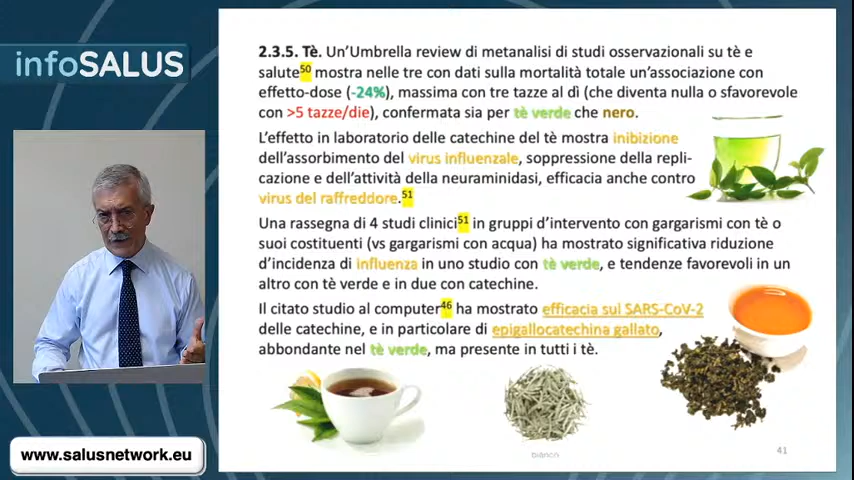 infoSALUS
2.3.5. Tè. Un'Umbrella review di metanalisi di studi osservazionali su tè e
salute50 mostra nelle tre con dati sulla mortalità totale un'associazione con
effetto-dose (-24%), massima con tre tazze al dì (che diventa nulla o sfavorevole
con >5 tazze/die), confermata sia per tè verde che nero.
L'effetto in laboratorio delle catechine del tè mostra inibizione
dell'assorbimento del virus influenzale, soppressione della repli-
cazione e dell'attività della neuraminidasi, efficacia anche contro
virus del raffreddore.51
Una rassegna di 4 studi clinici51 in gruppi d'intervento con gargarismi con tè o
suoi costituenti (vs gargarismi con acqua) ha mostrato significativa riduzione
d'incidenza di influenza in uno studio con tè verde, e tendenze favorevoli in un
altro con tè verde e in due con catechine.
Il citato studio al computer46 ha mostrato efficacia sul SARS-CoV-2
delle catechine, e in particolare di epigallocatechina gallato,
abbondante nel tè verde, ma presente in tutti i tè.
bianco
41
www.salusnetwork.eu